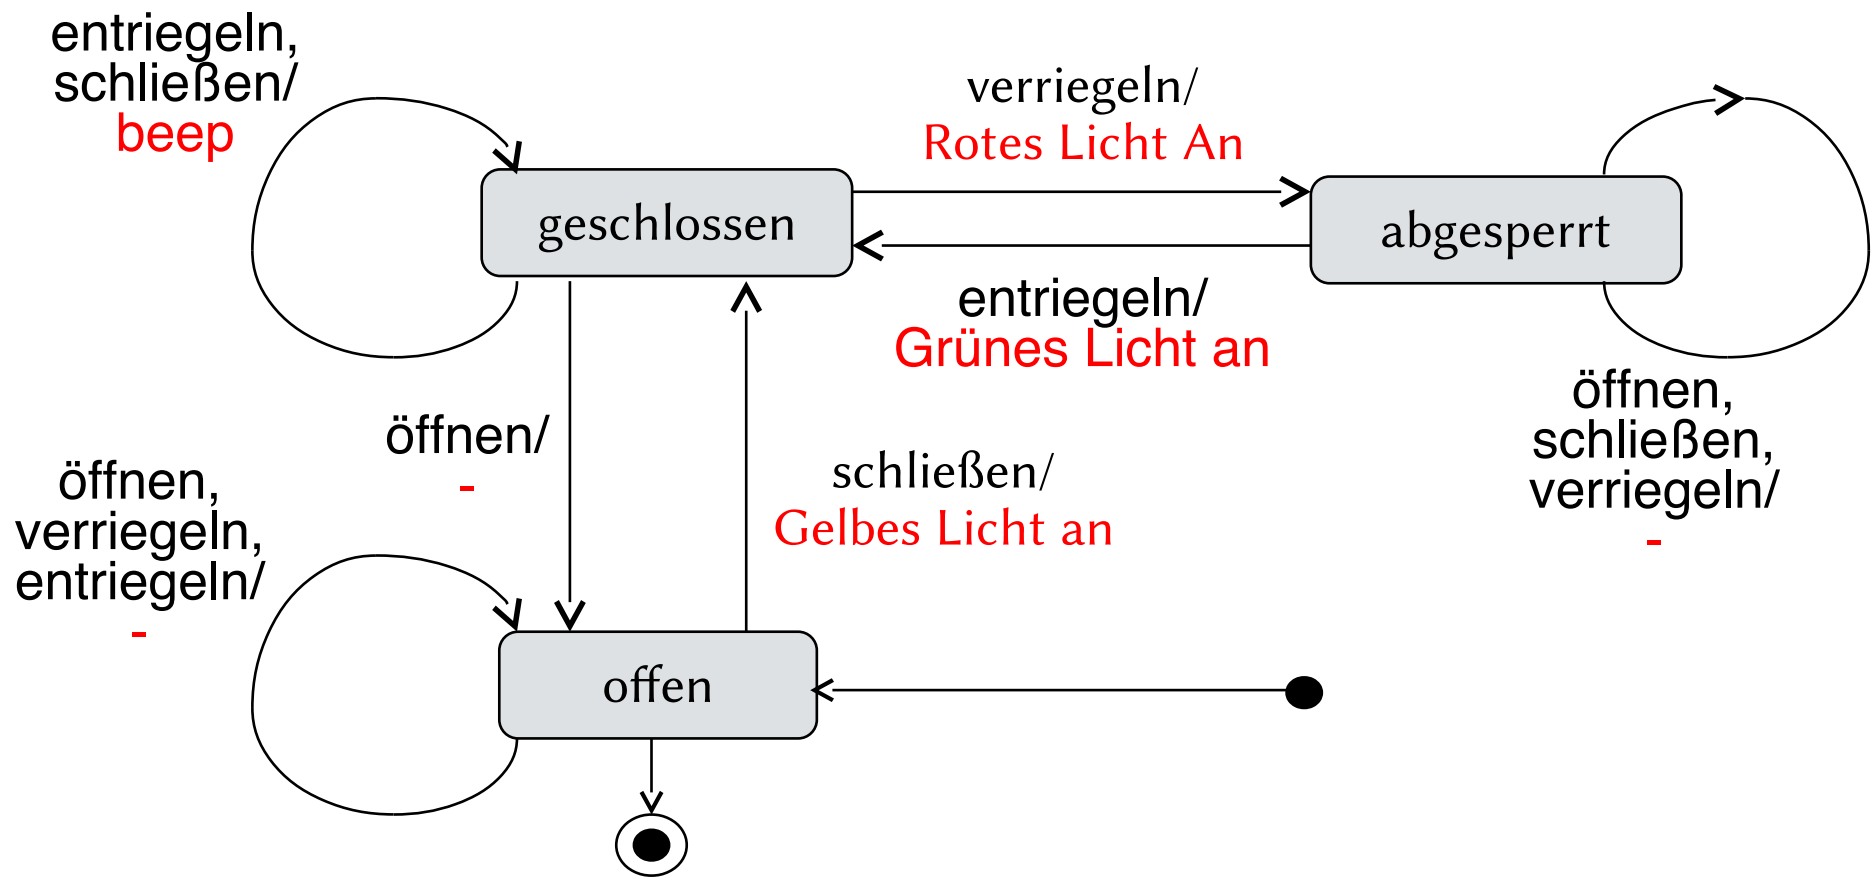 entriegeln,
schließen/
beep
verriegeln/
Rotes Licht An
geschlossen
abgesperrt
entriegeln/
Grünes Licht an
öffnen,
schließen,
verriegeln/
-
öffnen/
-
schließen/
Gelbes Licht an
öffnen,
verriegeln,
entriegeln/
-
offen